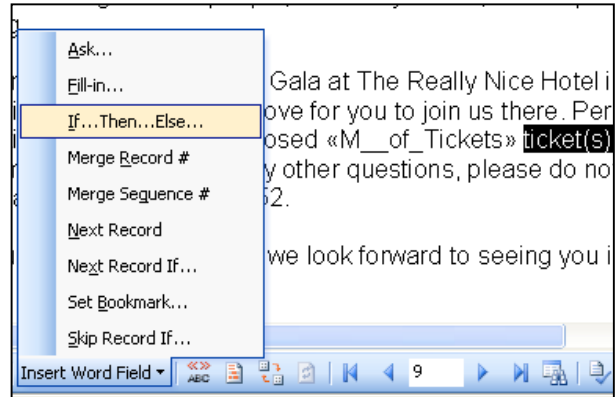 Ask...
Fill-in...
Gala at The Really Nice Hotel i
If...Then...Else...
ove for you to join us there. Per
osed «M__of_Tickets» ticket(s)
Merge Record #
y other questions, please do no
Merge Sequence #
52.
Next Record
Next Record If...
we look forward to seeing you i
Set Bookmark...
Skip Record If...
Insert Word Field
«» ABC
9